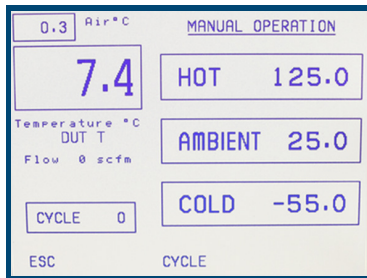 0.3 Air°C
7.4
Temperature °C
DUT T
Flow 0 scfm
CYCLE 0
ESC
MANUAL OPERATION
HOT 125.0
AMBIENT 25.0
COLD -55.0
CYCLE